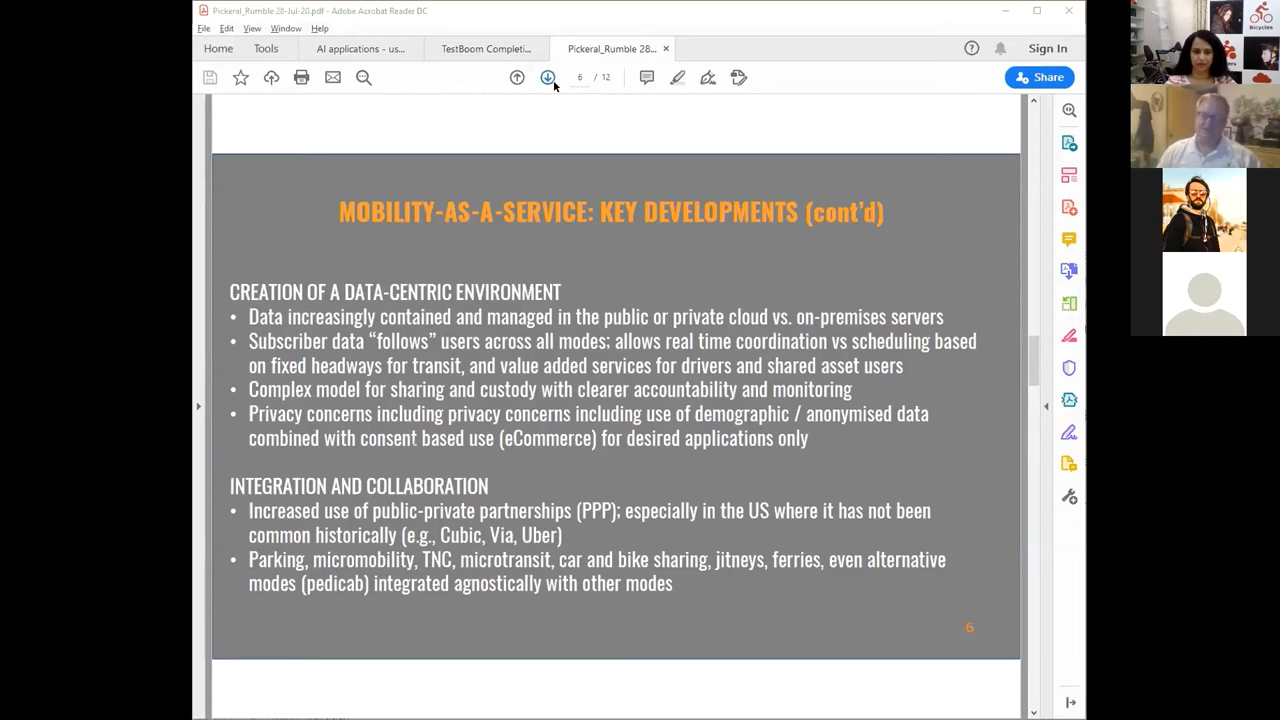 Pickeral_Rumble 28-Jul-20.pdf - Adobe Acrobat Reader DC
File Edit View Window Help
Home Tools AI applications - us... TestBoom Completi... Pickeral_Rumble 28... × Sign In
6 / 12 Share
MOBILITY-AS-A-SERVICE: KEY DEVELOPMENTS (cont'd)
CREATION OF A DATA-CENTRIC ENVIRONMENT
• Data increasingly contained and managed in the public or private cloud vs. on-premises servers
• Subscriber data “follows” users across all modes; allows real time coordination vs scheduling based
on fixed headways for transit, and value added services for drivers and shared asset users
• Complex model for sharing and custody with clearer accountability and monitoring
• Privacy concerns including privacy concerns including use of demographic / anonymised data
combined with consent based use (eCommerce) for desired applications only
INTEGRATION AND COLLABORATION
• Increased use of public-private partnerships (PPP); especially in the US where it has not been
common historically (e.g., Cubic, Via, Uber)
• Parking, micromobility, TNC, microtransit, car and bike sharing, jitneys, ferries, even alternative
modes (pedicab) integrated agnostically with other modes
6
Bicycles